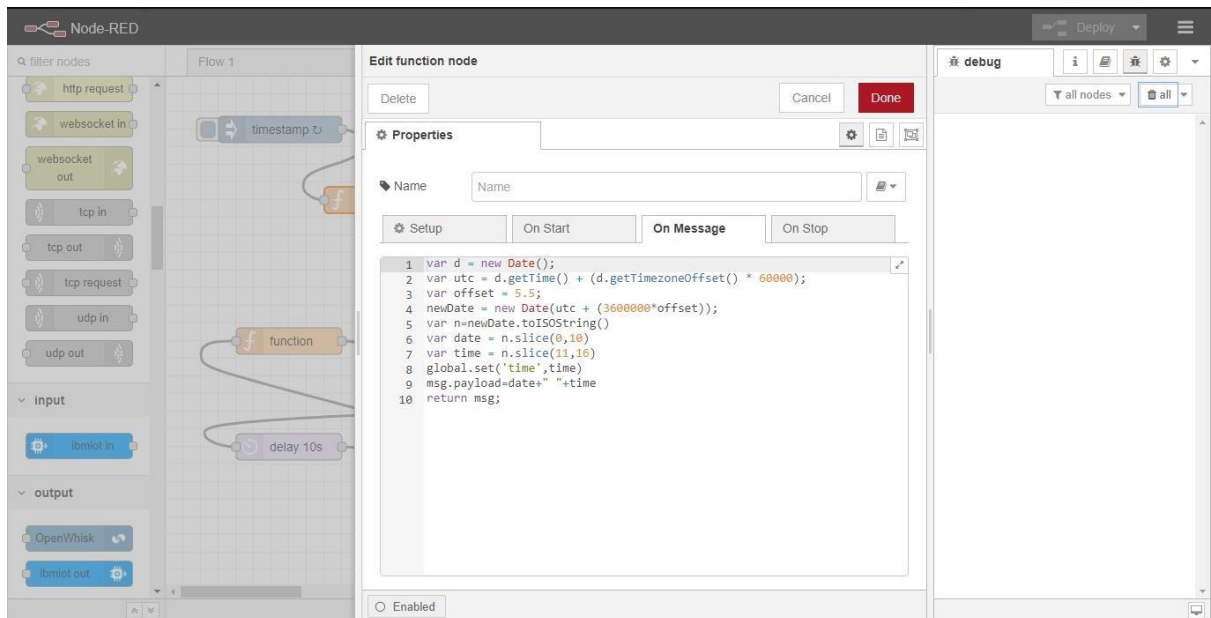 Node-RED
Deploy
filter nodes
http request
websocket in
websocket
out
tcp in
tcp out
tcp request
udp in
udp out
input
ibmiot in
output
OpenWhisk
ibmiot out
Flow 1
timestamp ↻
f
function
delay 10s
Edit function node
Delete
Cancel
Done
Properties
Name
Name
Setup
On Start
On Message
On Stop
1 var d = new Date();
2 var utc = d.getTime() + (d.getTimezoneOffset() * 60000);
3 var offset = 5.5;
4 newDate = new Date(utc + (3600000*offset));
5 var n=newDate.toISOString()
6 var date = n.slice(0,10)
7 var time = n.slice(11,16)
8 global.set('time',time)
9 msg.payload=date+" "+time
10 return msg;
Enabled
debug
i
all nodes
all